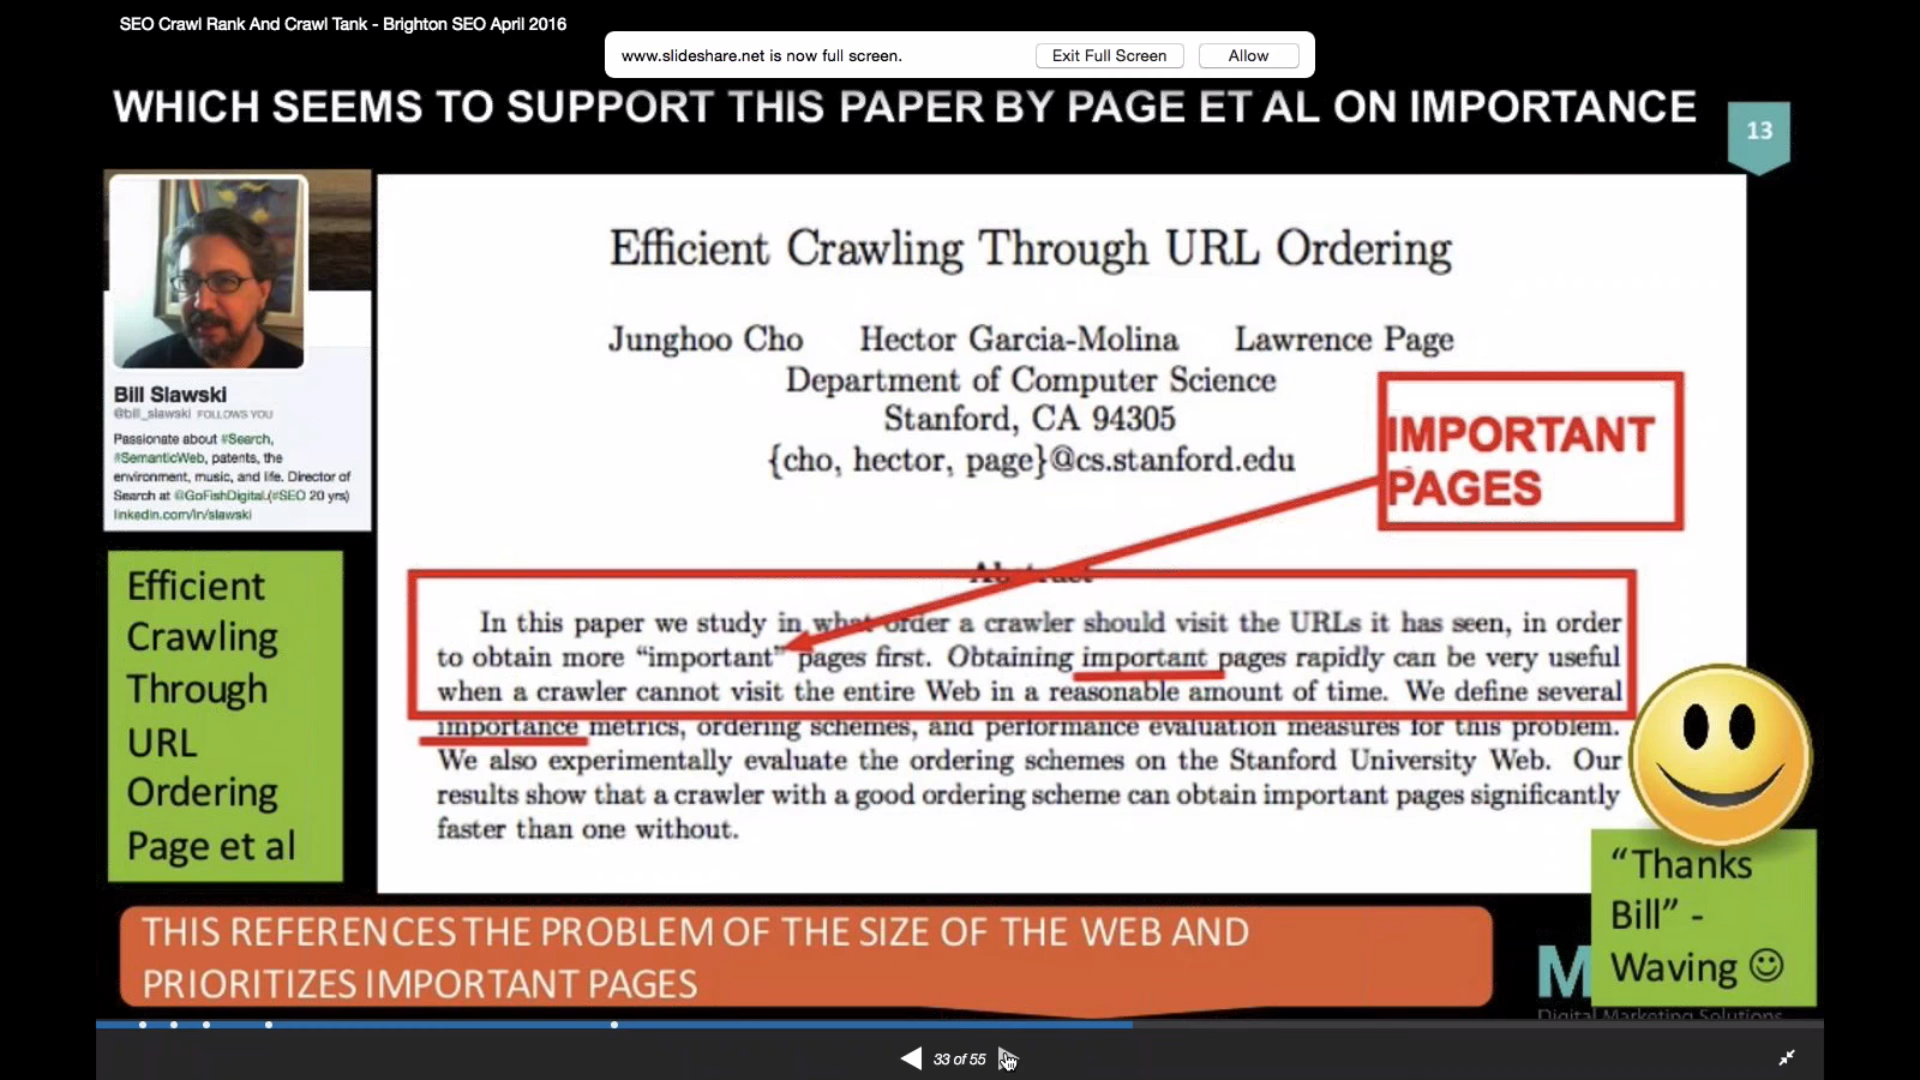 SEO Crawl Rank And Crawl Tank - Brighton SEO April 2016
www.slideshare.net is now full screen.
Exit Full Screen
Allow
WHICH SEEMS TO SUPPORT THIS PAPER BY PAGE ET AL ON IMPORTANCE
13
Bill Slawski
@bill_slawski FOLLOWS YOU
Passionate about #Search,
#SemanticWeb, patents, the
environment, music, and life. Director of
Search at @GoFishDigital.(#SEO 20 yrs)
linkedin.com/in/slawski
Efficient
Crawling
Through
URL
Ordering
Page et al
Efficient Crawling Through URL Ordering
Junghoo Cho Hector Garcia-Molina Lawrence Page
Department of Computer Science
Stanford, CA 94305
{cho, hector, page}@cs.stanford.edu
IMPORTANT
PAGES
Abstract
In this paper we study in what order a crawler should visit the URLs it has seen, in order
to obtain more “important” pages first. Obtaining important pages rapidly can be very useful
when a crawler cannot visit the entire Web in a reasonable amount of time. We define several
importance metrics, ordering schemes, and performance evaluation measures for this problem.
We also experimentally evaluate the ordering schemes on the Stanford University Web. Our
results show that a crawler with a good ordering scheme can obtain important pages significantly
faster than one without.
“Thanks
Bill” -
Waving ☺
THIS REFERENCES THE PROBLEM OF THE SIZE OF THE WEB AND
PRIORITIZES IMPORTANT PAGES
M
Digital Marketing Solutions
33 of 55